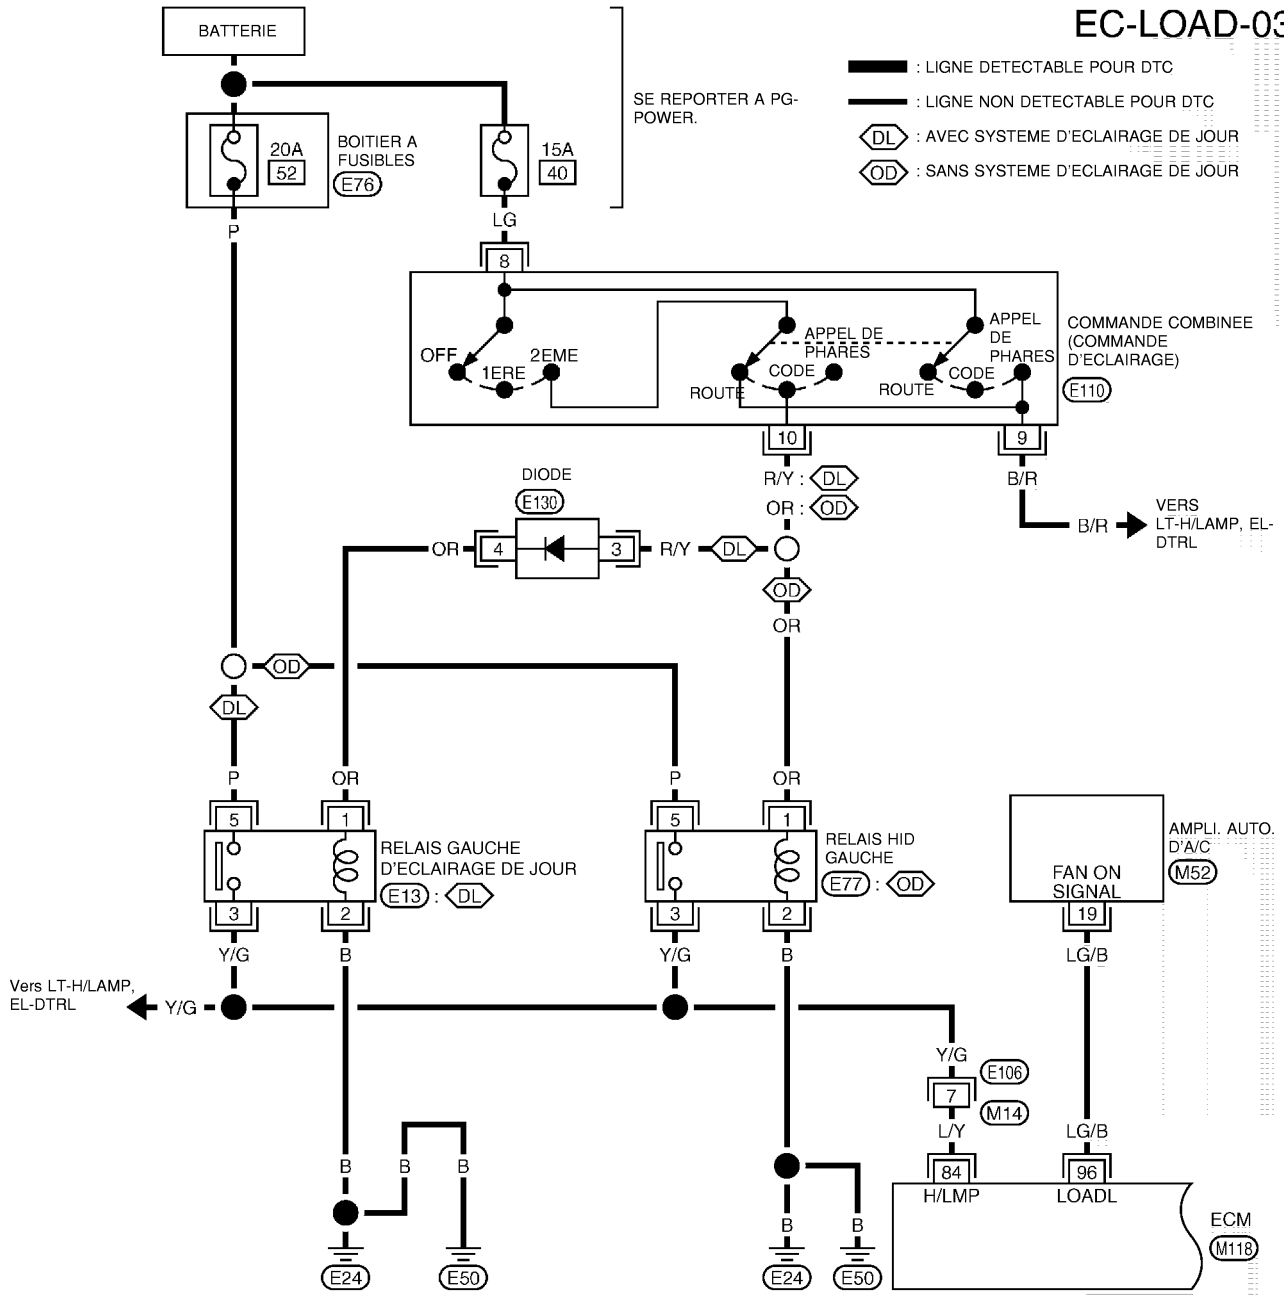 EC-LOAD-03
BATTERIE
SE REPORTER A PG-
POWER.
: LIGNE DETECTABLE POUR DTC
: LIGNE NON DETECTABLE POUR DTC
DL : AVEC SYSTEME D'ECLAIRAGE DE JOUR
OD : SANS SYSTEME D'ECLAIRAGE DE JOUR
20A
52
BOITIER A
FUSIBLES
E76
15A
40
P
LG
8
OFF
1ERE
2EME
APPEL DE
PHARES
ROUTE
CODE
APPEL
DE
PHARES
ROUTE
CODE
COMMANDE COMBINEE
(COMMANDE
D'ECLAIRAGE)
E110
10
9
R/Y : DL
OR : OD
B/R
B/R
VERS
LT-H/LAMP, EL-
DTRL
DIODE
E130
OR
4
3
R/Y
DL
OD
OR
OD
DL
P
OR
P
OR
5
1
5
1
RELAIS GAUCHE
D'ECLAIRAGE DE JOUR
E13 : DL
RELAIS HID
GAUCHE
E77 : OD
AMPLI. AUTO.
D'A/C
M52
FAN ON
SIGNAL
3
2
3
2
19
Y/G
B
Y/G
B
LG/B
Vers LT-H/LAMP,
EL-DTRL
Y/G
Y/G
E106
7
M14
L/Y
LG/B
B
B
B
84
96
H/LMP
LOADL
B
B
ECM
M118
E24
E50
E24
E50